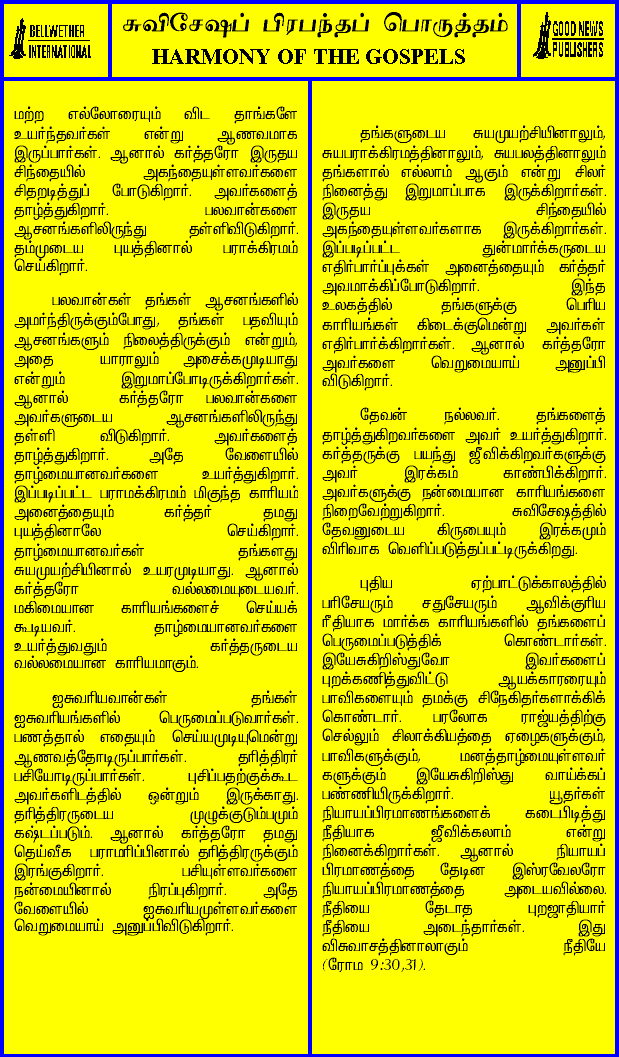 BELLWETHER
INTERNATIONAL
சுவிசேஷப் பிரபந்தப் பொருத்தம்
HARMONY OF THE GOSPELS
GOOD NEWS
PUBLISHERS
மற்ற எல்லோரையும் விட தாங்களே
உயர்ந்தவர்கள் என்று ஆணவமாக
இருப்பார்கள். ஆனால் கர்த்தரோ இருதய
சிந்தையில் அகந்தையுள்ளவர்களை
சிதறடித்துப் போடுகிறார். அவர்களைத்
தாழ்த்துகிறார். பலவான்களை
ஆசனங்களிலிருந்து தள்ளிவிடுகிறார்.
தம்முடைய புயத்தினால் பராக்கிரமம்
செய்கிறார்.
பலவான்கள் தங்கள் ஆசனங்களில்
அமர்ந்திருக்கும்போது, தங்கள் பதவியும்
ஆசனங்களும் நிலைத்திருக்கும் என்றும்,
அதை யாராலும் அசைக்கமுடியாது
என்றும் இறுமாப்போடிருக்கிறார்கள்.
ஆனால் கர்த்தரோ பலவான்களை
அவர்களுடைய ஆசனங்களிலிருந்து
தள்ளி விடுகிறார். அவர்களைத்
தாழ்த்துகிறார். அதே வேளையில்
தாழ்மையானவர்களை உயர்த்துகிறார்.
இப்படிப்பட்ட பராமக்கிரமம் மிகுந்த காரியம்
அனைத்தையும் கர்த்தர் தமது
புயத்தினாலே செய்கிறார்.
தாழ்மையானவர்கள் தங்களது
சுயமுயற்சியினால் உயரமுடியாது. ஆனால்
கர்த்தரோ வல்லமையுடையவர்.
மகிமையான காரியங்களைச் செய்யக்
கூடியவர். தாழ்மையானவர்களை
உயர்த்துவதும் கர்த்தருடைய
வல்லமையான காரியமாகும்.
ஐசுவரியவான்கள் தங்கள்
ஐசுவரியங்களில் பெருமைப்படுவார்கள்.
பணத்தால் எதையும் செய்யமுடியுமென்று
ஆணவத்தோடிருப்பார்கள். தரித்திரர்
பசியோடிருப்பார்கள். புசிப்பதற்குக்கூட
அவர்களிடத்தில் ஒன்றும் இருக்காது.
தரித்திரருடைய முழுக்குடும்பமும்
கஷ்டப்படும். ஆனால் கர்த்தரோ தமது
தெய்வீக பராமரிப்பினால் தரித்திரருக்கும்
இரங்குகிறார். பசியுள்ளவர்களை
நன்மையினால் நிரப்புகிறார். அதே
வேளையில் ஐசுவரியமுள்ளவர்களை
வெறுமையாய் அனுப்பிவிடுகிறார்.
தங்களுடைய சுயமுயற்சியினாலும்,
சுயபராக்கிரமத்தினாலும், சுயபலத்தினாலும்
தங்களால் எல்லாம் ஆகும் என்று சிலர்
நினைத்து இறுமாப்பாக இருக்கிறார்கள்.
இருதய சிந்தையில்
அகந்தையுள்ளவர்களாக இருக்கிறார்கள்.
இப்படிப்பட்ட துன்மார்க்கருடைய
எதிர்பார்ப்புக்கள் அனைத்தையும் கர்த்தர்
அவமாக்கிப்போடுகிறார். இந்த
உலகத்தில் தங்களுக்கு பெரிய
காரியங்கள் கிடைக்குமென்று அவர்கள்
எதிர்பார்க்கிறார்கள். ஆனால் கர்த்தரோ
அவர்களை வெறுமையாய் அனுப்பி
விடுகிறார்.
தேவன் நல்லவர். தங்களைத்
தாழ்த்துகிறவர்களை அவர் உயர்த்துகிறார்.
கர்த்தருக்கு பயந்து ஜீவிக்கிறவர்களுக்கு
அவர் இரக்கம் காண்பிக்கிறார்.
அவர்களுக்கு நன்மையான காரியங்களை
நிறைவேற்றுகிறார். சுவிசேஷத்தில்
தேவனுடைய கிருபையும் இரக்கமும்
விரிவாக வெளிப்படுத்தப்பட்டிருக்கிறது.
புதிய ஏற்பாட்டுக்காலத்தில்
பரிசேயரும் சதுசேயரும் ஆவிக்குரிய
ரீதியாக மார்க்க காரியங்களில் தங்களைப்
பெருமைப்படுத்திக் கொண்டார்கள்.
இயேசுகிறிஸ்துவோ இவர்களைப்
புறக்கணித்துவிட்டு ஆயக்காரரையும்
பாவிகளையும் தமக்கு சிநேகிதர்களாக்கிக்
கொண்டார். பரலோக ராஜ்யத்திற்கு
செல்லும் சிலாக்கியத்தை ஏழைகளுக்கும்,
பாவிகளுக்கும், மனத்தாழ்மையுள்ளவர்
களுக்கும் இயேசுகிறிஸ்து வாய்க்கப்
பண்ணியிருக்கிறார். யூதர்கள்
நியாயப்பிரமாணங்களைக் கடைபிடித்து
நீதியாக ஜீவிக்கலாம் என்று
நினைக்கிறார்கள். ஆனால் நியாயப்
பிரமாணத்தை தேடின இஸ்ரவேலரோ
நியாயப்பிரமாணத்தை அடையவில்லை.
நீதியை தேடாத புறஜாதியார்
நீதியை அடைந்தார்கள். இது
விசுவாசத்தினாலாகும் நீதியே
(ரோம 9:30,31).